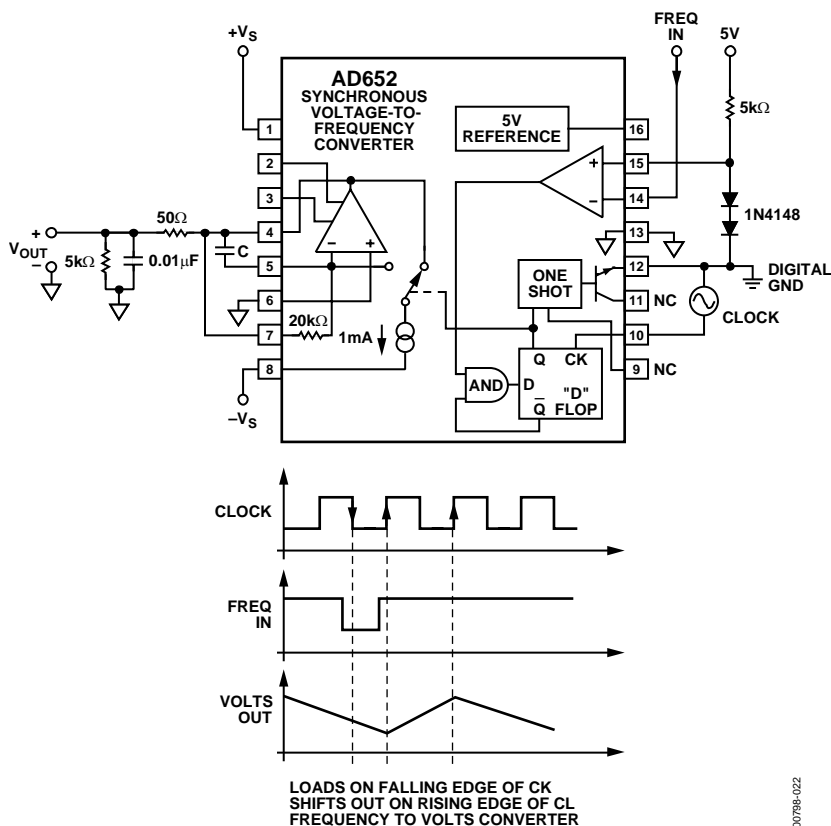 +VS
FREQ
IN
5V
AD652
SYNCHRONOUS
VOLTAGE-TO-
FREQUENCY
CONVERTER
5V
REFERENCE
5kΩ
1
16
2
15
+
3
14
–
1N4148
+
50Ω
4
13
VOUT
C
–
+
–
5kΩ
0.01µF
5
12
DIGITAL
GND
ONE
SHOT
6
11
NC
20kΩ
1mA
CLOCK
7
10
Q
CK
8
9
NC
AND
D
"D"
–VS
Q
FLOP
CLOCK
FREQ
IN
VOLTS
OUT
LOADS ON FALLING EDGE OF CK
SHIFTS OUT ON RISING EDGE OF CL
FREQUENCY TO VOLTS CONVERTER
00798-022